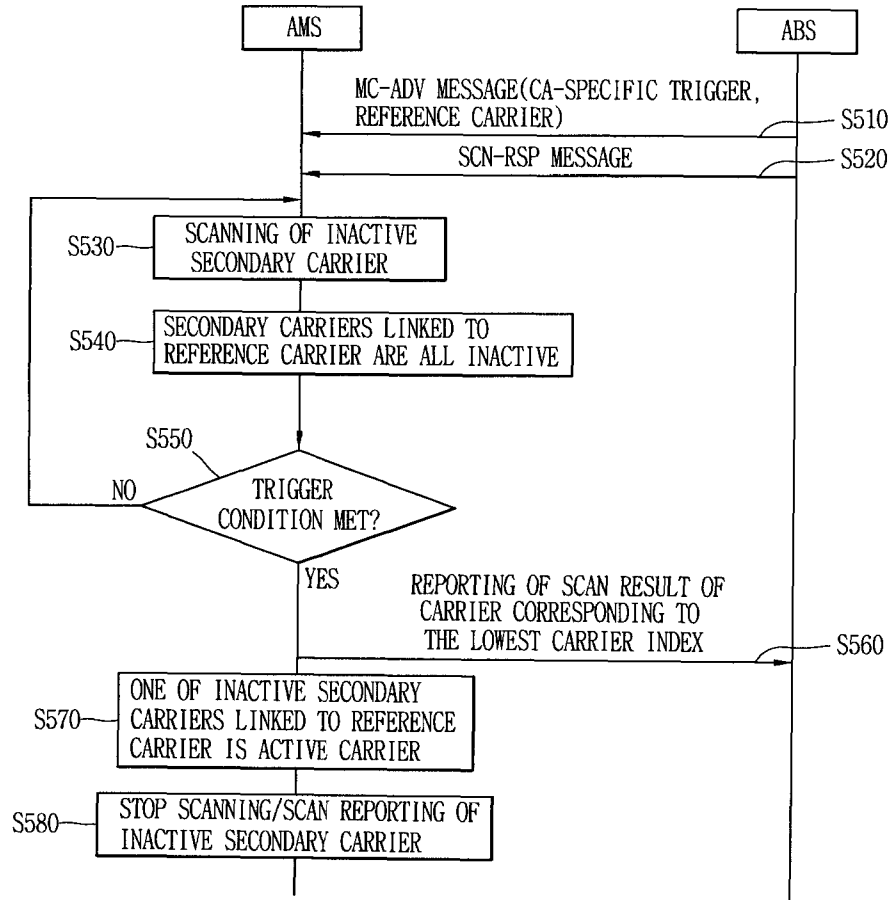 AMS
ABS
MC-ADV MESSAGE(CA-SPECIFIC TRIGGER,
REFERENCE CARRIER)
S510
SCN-RSP MESSAGE
S520
S530
SCANNING OF INACTIVE
SECONDARY CARRIER
S540
SECONDARY CARRIERS LINKED TO
REFERENCE CARRIER ARE ALL INACTIVE
S550
NO
TRIGGER
CONDITION MET?
YES
REPORTING OF SCAN RESULT OF
CARRIER CORRESPONDING TO
THE LOWEST CARRIER INDEX
S560
S570
ONE OF INACTIVE SECONDARY
CARRIERS LINKED TO REFERENCE
CARRIER IS ACTIVE CARRIER
S580
STOP SCANNING/SCAN REPORTING OF
INACTIVE SECONDARY CARRIER